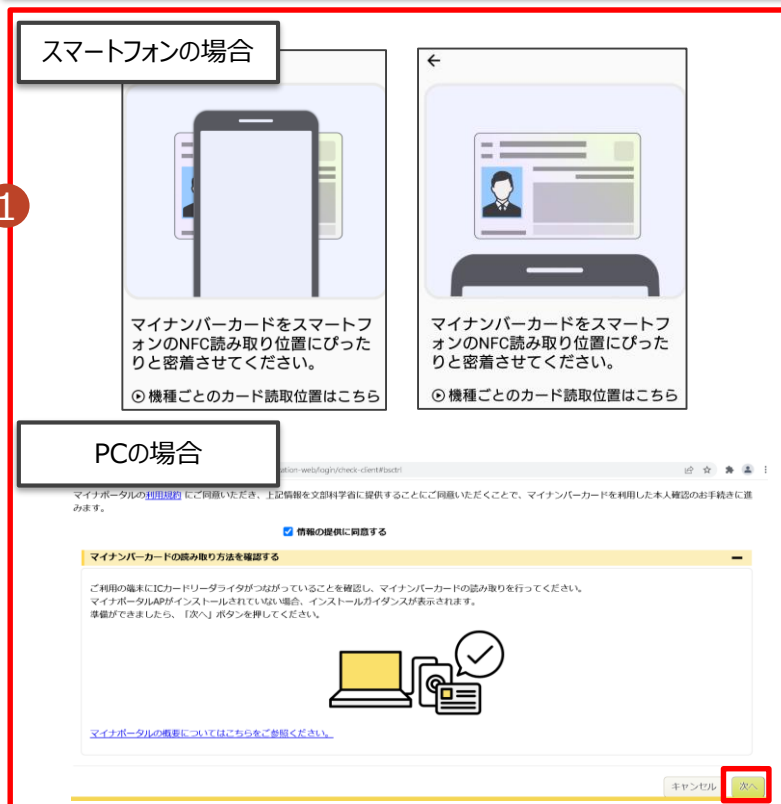 スマートフォンの場合
1
マイナンバーカードをスマートフ
ォンのNFC読み取り位置にぴった
りと密着させてください。
機種ごとのカード読取位置はこちら
マイナンバーカードをスマートフ
ォンのNFC読み取り位置にぴった
りと密着させてください。
機種ごとのカード読取位置はこちら
PCの場合
ation-web/login/check-client#bsctrl
マイナポータルの利用規約 にご同意いただき、上記情報を文部科学省に提供することにご同意いただくことで、マイナンバーカードを利用した本人確認のお手続きに進
みます。
情報の提供に同意する
マイナンバーカードの読み取り方法を確認する
ご利用の端末にICカードリーダライタがつながっていることを確認し、マイナンバーカードの読み取りを行ってください。
マイナポータルAPがインストールされていない場合、インストールガイダンスが表示されます。
準備ができましたら、「次へ」ボタンを押してください。
マイナポータルの概要についてはこちらをご参照ください。
キャンセル
次へ